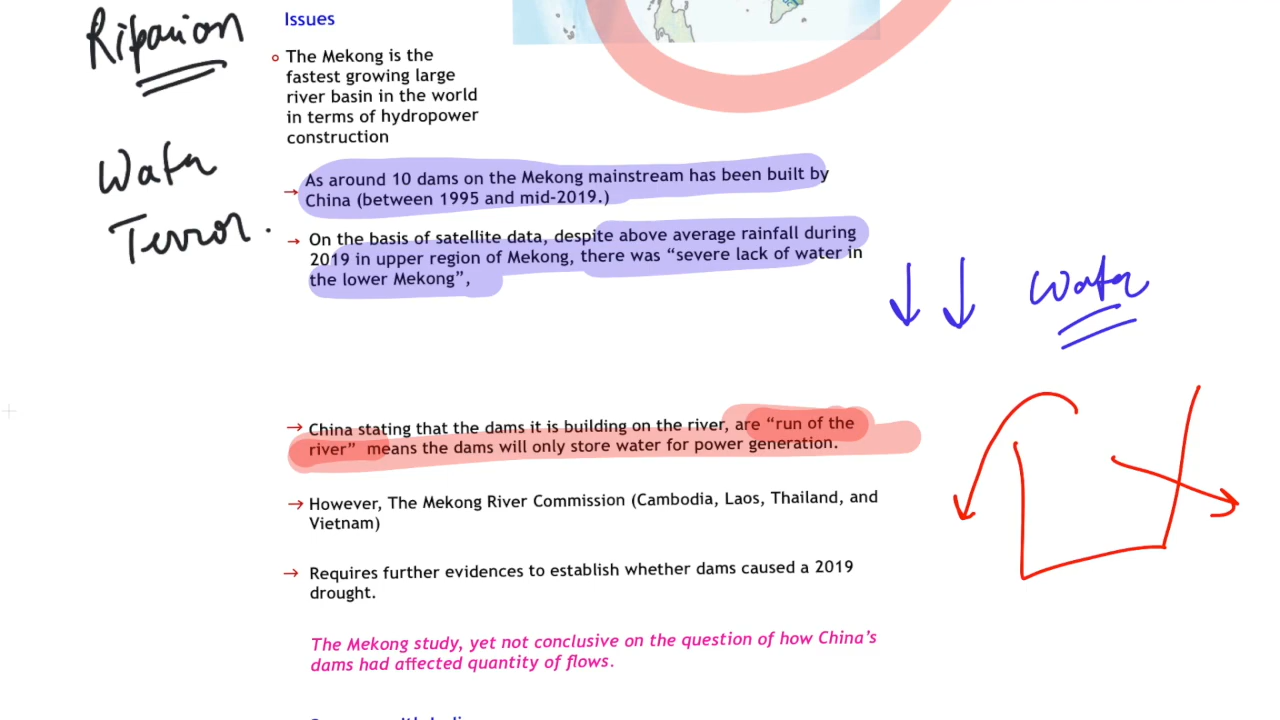 Riparion
Issues
The Mekong is the
fastest growing large
river basin in the world
in terms of hydropower
construction
Water
Terror.
→ As around 10 dams on the Mekong mainstream has been built by
China (between 1995 and mid-2019.)
→ On the basis of satellite data, despite above average rainfall during
2019 in upper region of Mekong, there was “severe lack of water in
the lower Mekong”,
↓ ↓ Water
→ China stating that the dams it is building on the river, are “run of the
river” means the dams will only store water for power generation.
→ However, The Mekong River Commission (Cambodia, Laos, Thailand, and
Vietnam)
→ Requires further evidences to establish whether dams caused a 2019
drought.
The Mekong study, yet not conclusive on the question of how China’s
dams had affected quantity of flows.